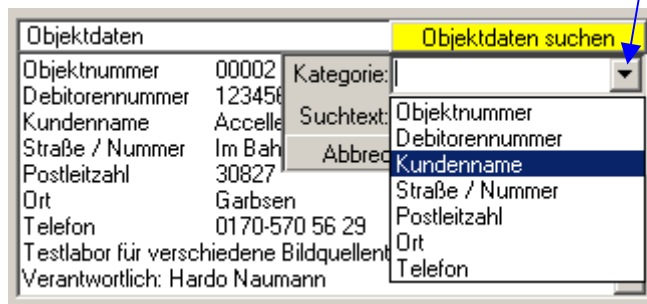 Objektdaten
Objektdaten suchen
Objektnummer 00002
Debitorennummer 123456
Kundenname Accelle
Straße / Nummer Im Bah
Postleitzahl 30827
Ort Garbsen
Telefon 0170-570 56 29
Testlabor für verschiedene Bildquellent
Verantwortlich: Hardo Naumann
Kategorie:
Suchtext:
Abbrec
Objektnummer
Debitorennummer
Kundenname
Straße / Nummer
Postleitzahl
Ort
Telefon